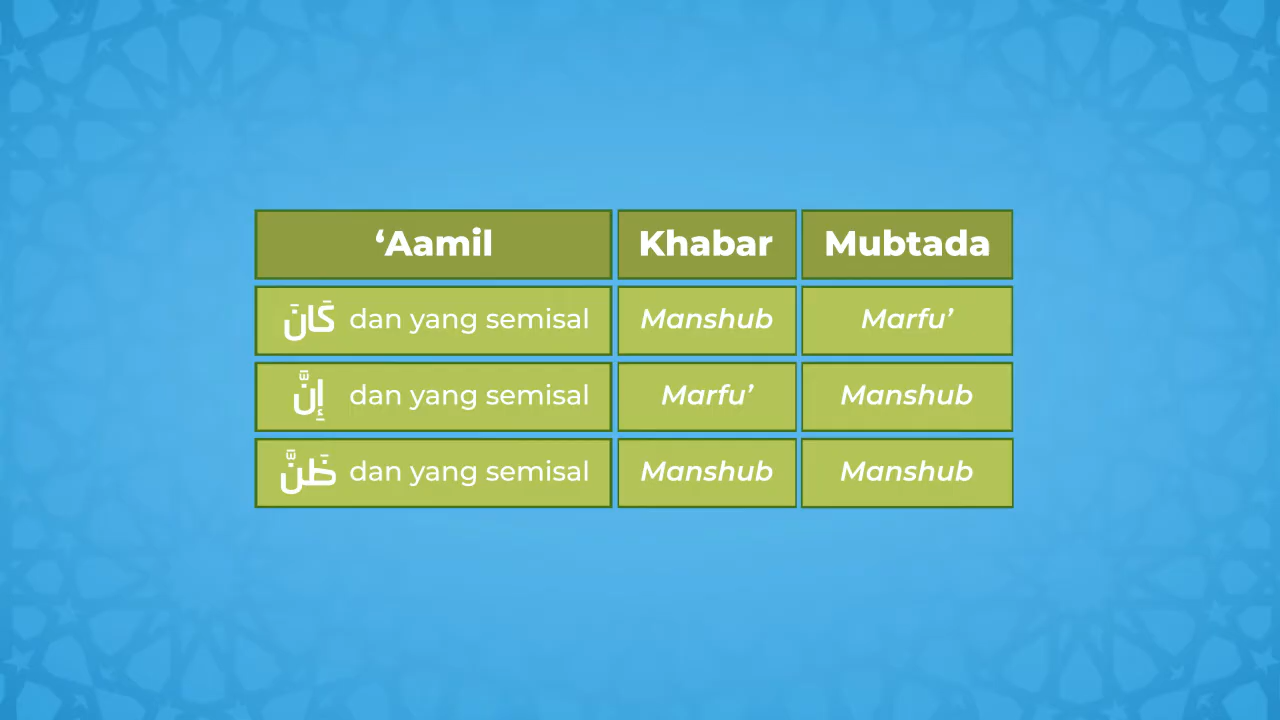 ‘Aamil Khabar Mubtada
كَانَ dan yang semisal Manshub Marfu’
إِنَّ dan yang semisal Marfu’ Manshub
ظَنَّ dan yang semisal Manshub Manshub